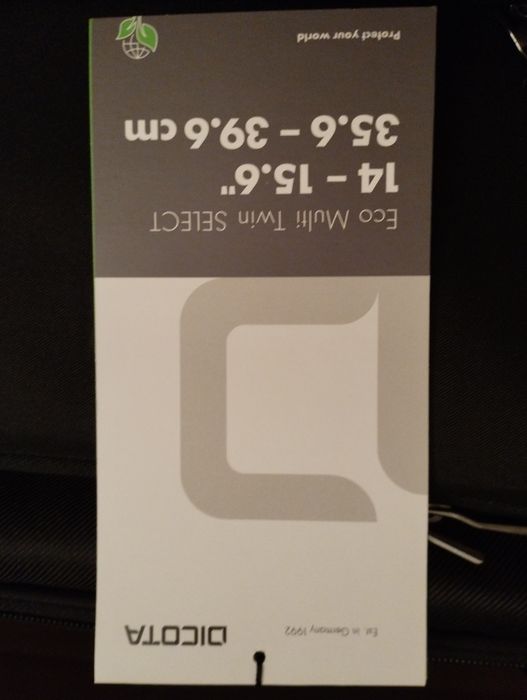 DICOTA
Est. in Germany 1992
Eco Multi Twin SELECT
14 – 15.6"
35.6 – 39.6 cm
Protect your world